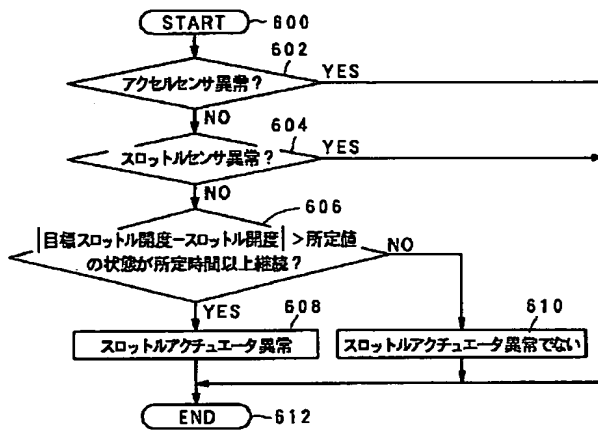 START
600
602
アクセルセンサ異常?
YES
NO
604
スロットルセンサ異常?
YES
NO
606
|目標スロットル開度−スロットル開度|>所定値
の状態が所定時間以上継続?
NO
YES
608
610
スロットルアクチュエータ異常
スロットルアクチュエータ異常でない
END
612